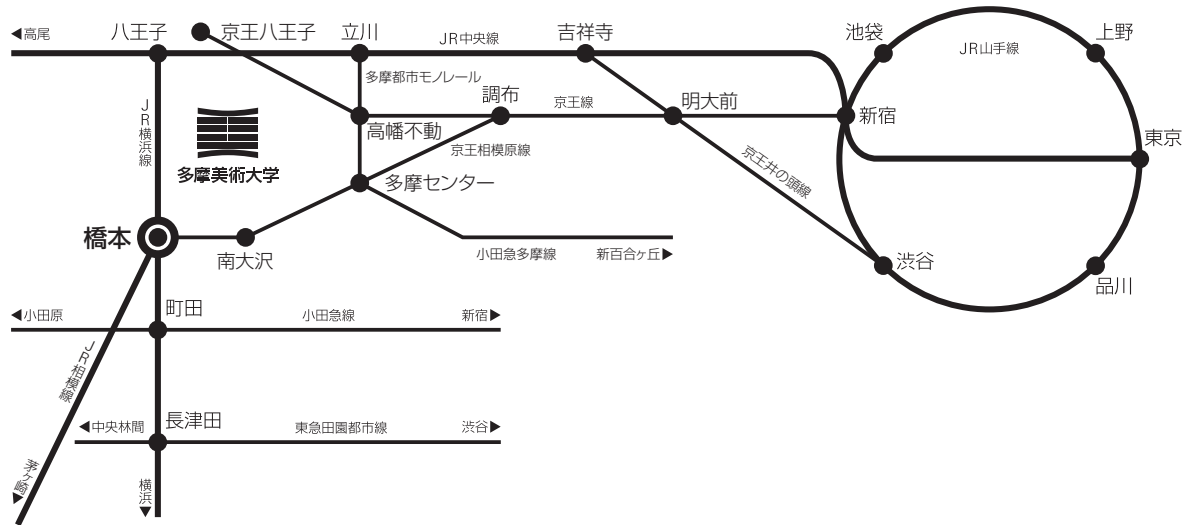 ◀高尾
八王子
京王八王子
立川
JR中央線
吉祥寺
池袋
JR山手線
上野
多摩都市モノレール
調布
京王線
明大前
新宿
東京
JR横浜線
多摩美術大学
高幡不動
京王相模原線
多摩センター
京王井の頭線
橋本
南大沢
小田急多摩線
新百合ヶ丘▶
渋谷
品川
◀小田原
町田
小田急線
新宿▶
JR相模線
◀中央林間
長津田
東急田園都市線
渋谷▶
茅ヶ崎▼
横浜▼